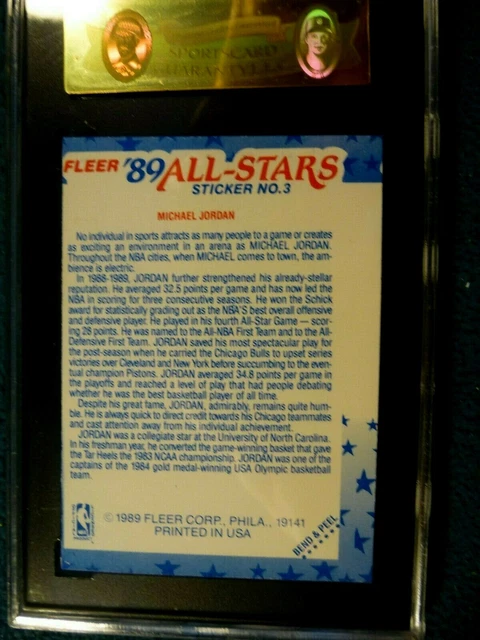 SPORTSCARD
GUARANTY LLC
FLEER '89 ALL-STARS
STICKER NO.3
MICHAEL JORDAN
No individual in sports attracts as many people to a game or creates
as exciting an environment in an arena as MICHAEL JORDAN.
Throughout the NBA cities, when MICHAEL comes to town, the am-
bience is electric.
In 1988-1989, JORDAN further strengthened his already-stellar
reputation. He averaged 32.5 points per game and has now led the
NBA in scoring for three consecutive seasons. He won the Schick
award for statistically grading out as the NBA'S best overall offensive
and defensive player. He played in his fourth All-Star Game — scor-
ing 28 points. He was named to the All-NBA First Team and to the All-
Defensive First Team. JORDAN saved his most spectacular play for
the post-season when he carried the Chicago Bulls to upset series
victories over Cleveland and New York before succumbing to the even-
tual champion Pistons. JORDAN averaged 34.8 points per game in
the playoffs and reached a level of play that had people debating
whether he was the best basketball player of all time.
Despite his great fame, JORDAN, admirably, remains quite hum-
ble. He is always quick to direct credit towards his Chicago teammates
and cast attention away from his individual achievement.
JORDAN was a collegiate star at the University of North Carolina.
In his freshman year, he converted the game-winning basket that gave
the Tar Heels the 1983 NCAA championship. JORDAN was one of the
captains of the 1984 gold medal-winning USA Olympic basketball
team.
© 1989 FLEER CORP., PHILA., 19141
PRINTED IN USA
BEND & PEEL